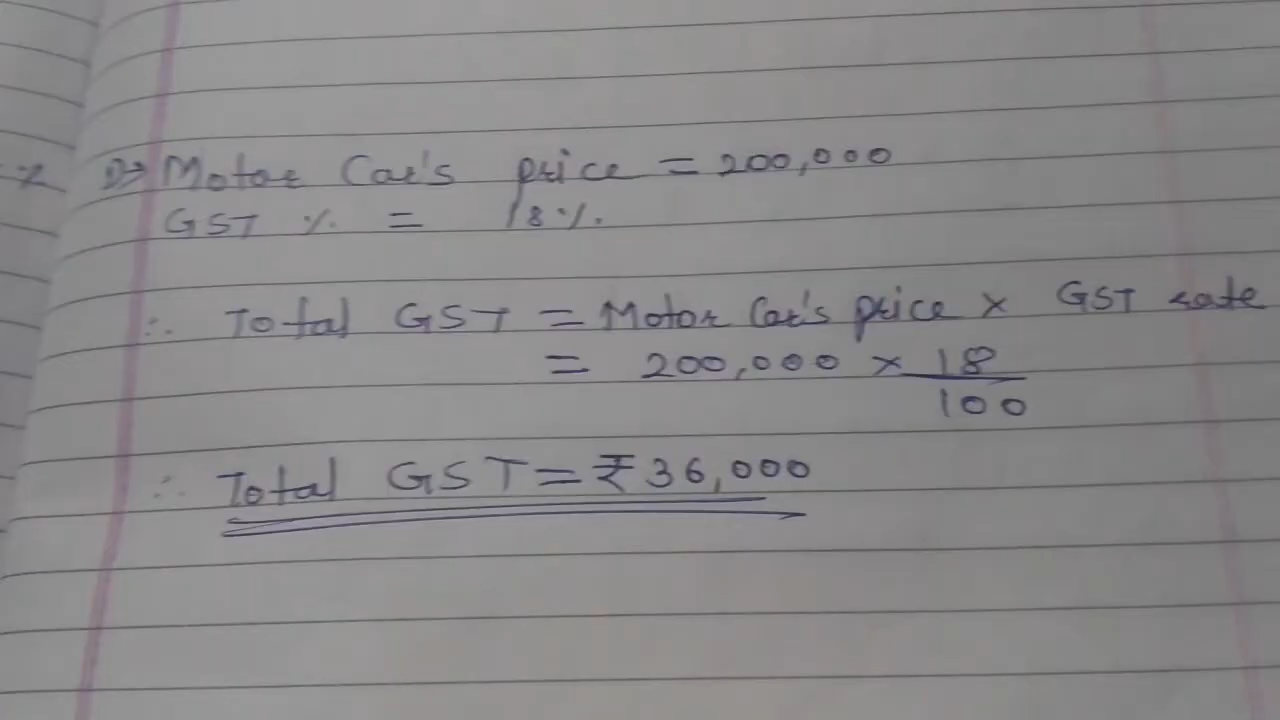 1→ Motor Car's price = 200,000
GST % = 18%
∴ Total GST = Motor Car's price × GST rate
= 200,000 × 18/100
∴ Total GST = ₹36,000